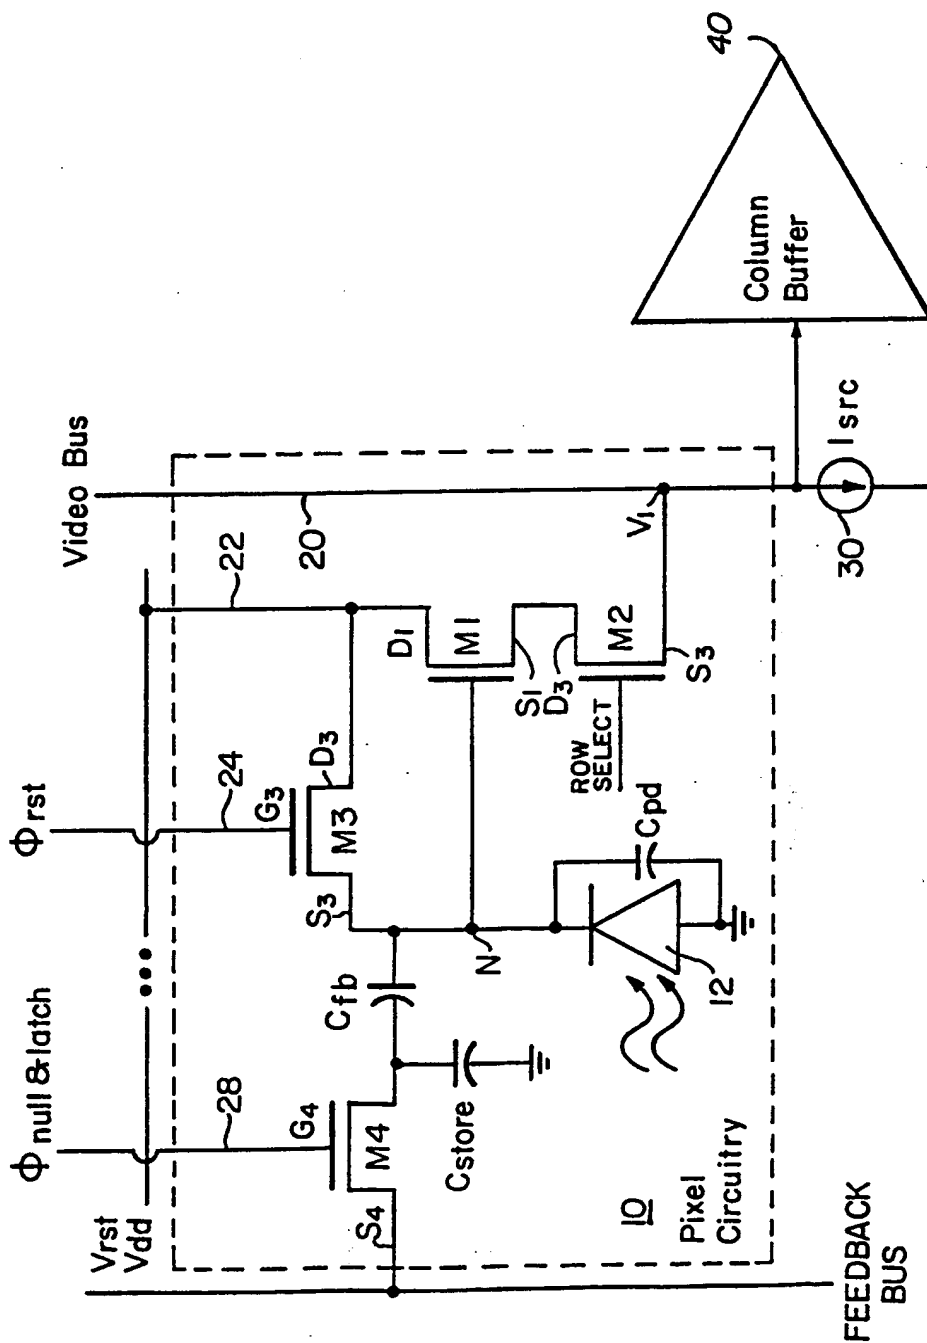 Φnull&latch
Φrst
Vrst
Vdd
Video Bus
28
24
22
20
G4
M4
S4
Cstore
Cfb
G3
M3
S3
D3
D1
M1
S1
D3
M2
S3
ROW
SELECT
N
Cpd
12
V1
10
Pixel
Circuitry
FEEDBACK
BUS
30
Isrc
Column
Buffer
40